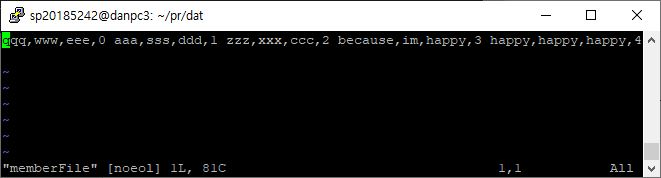 sp20185242@danpc3: ~/pr/dat
qqq,www,eee,0 aaa,sss,ddd,1 zzz,xxx,ccc,2 because,im,happy,3 happy,happy,happy,4
~
~
~
~
~
"memberFile" [noeol] 1L, 81C 1,1 All